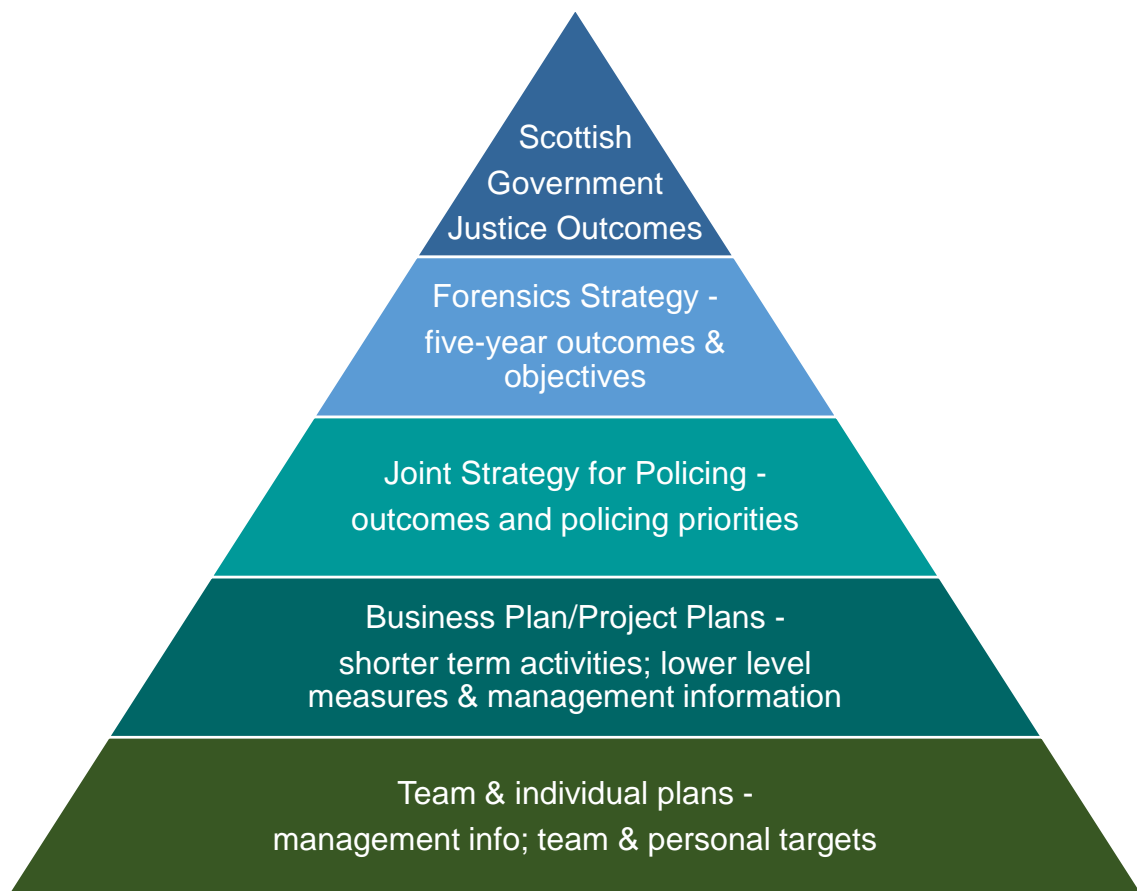 Scottish
Government
Justice Outcomes
Forensics Strategy -
five-year outcomes &
objectives
Joint Strategy for Policing -
outcomes and policing priorities
Business Plan/Project Plans -
shorter term activities; lower level
measures & management information
Team & individual plans -
management info; team & personal targets